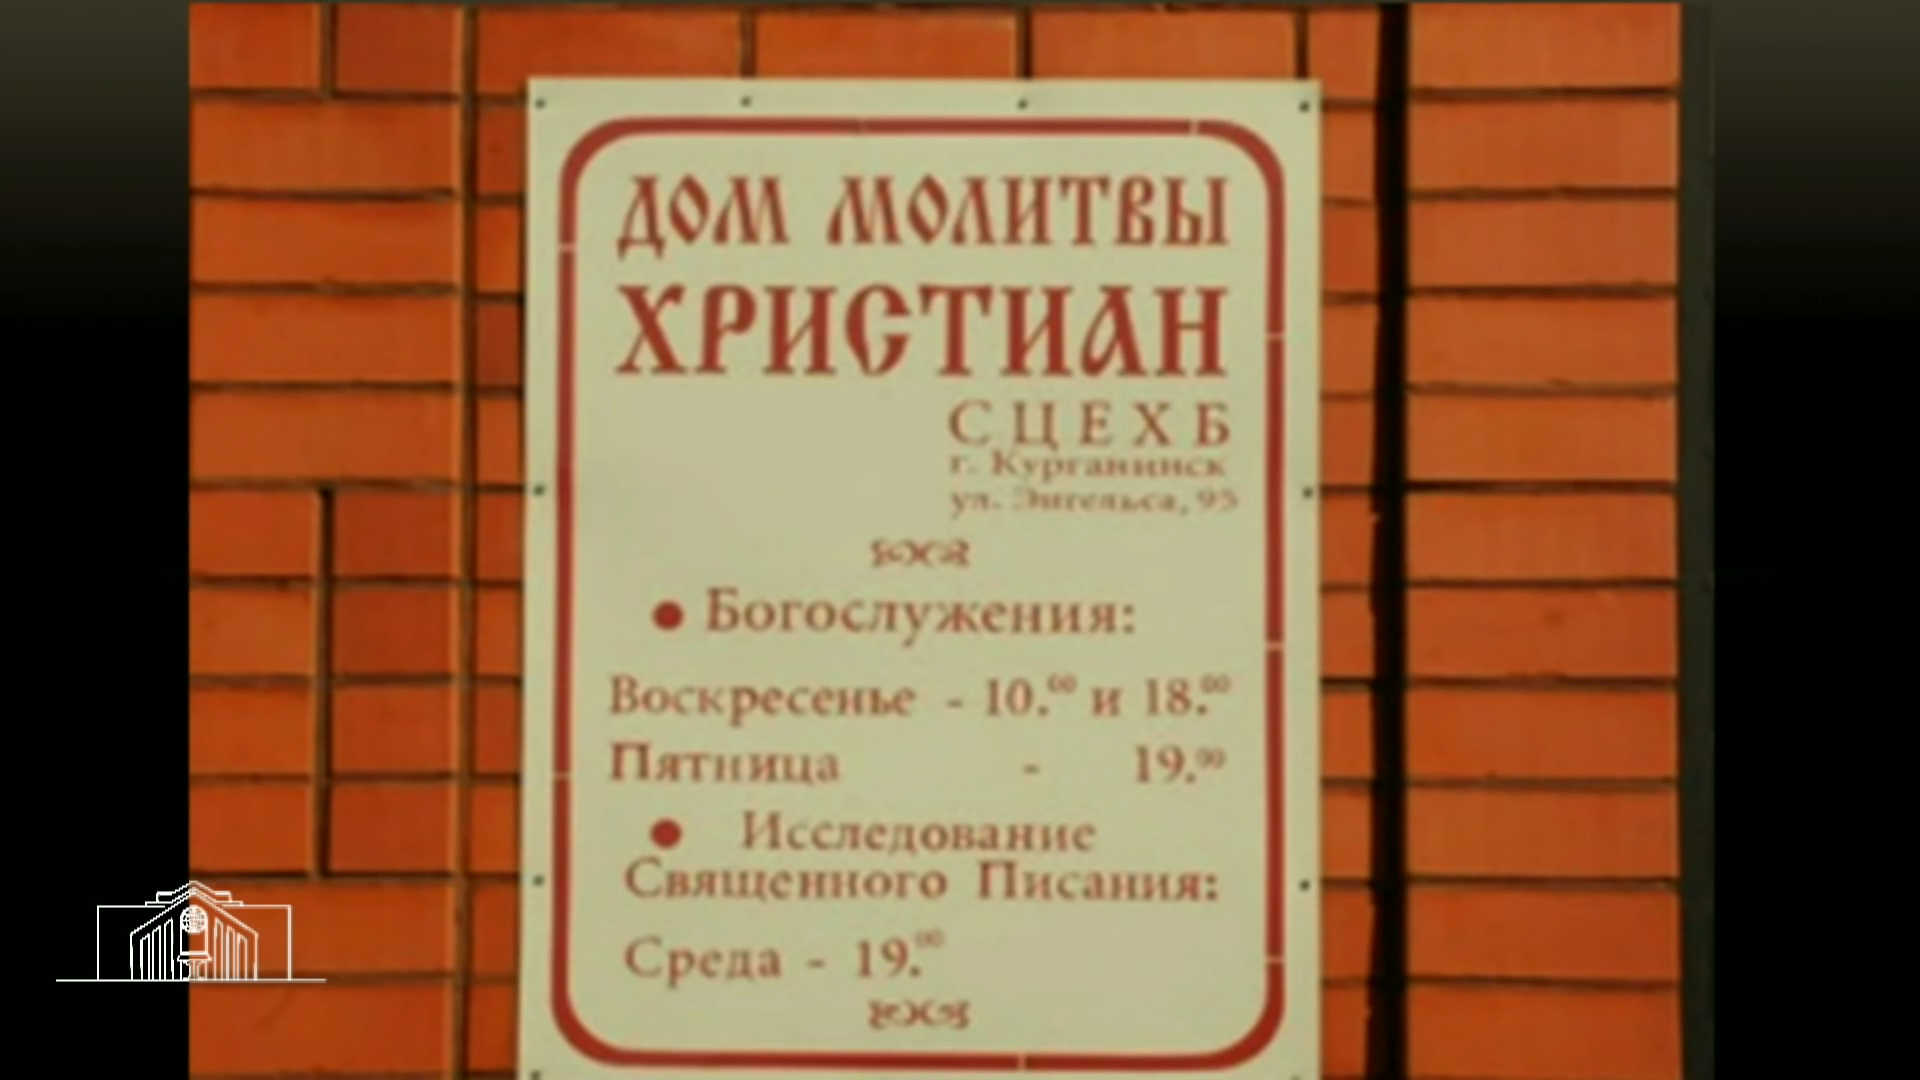 ДОМ МОЛИТВЫ
ХРИСТИАН
СЦЕХБ
г. Курганинск
ул. Энгельса, 95
● Богослужения:
Воскресенье - 10.⁰⁰ и 18.⁰⁰
Пятница - 19.⁰⁰
● Исследование
Священного Писания:
Среда - 19.⁰⁰